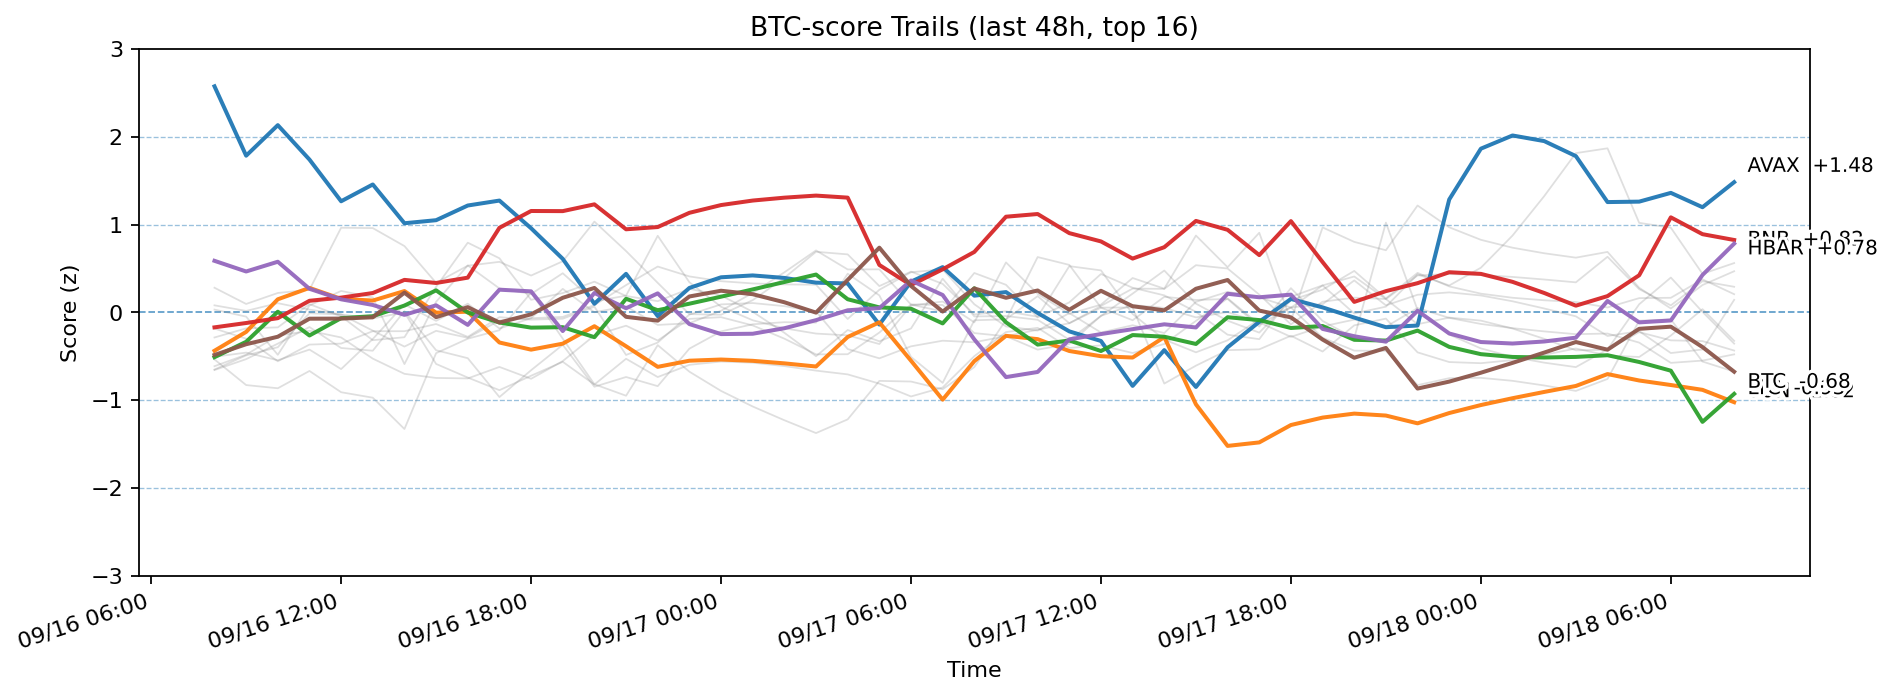 BTC-score Trails (last 48h, top 16)
Score (z)
3
2
1
0
−1
−2
−3
AVAX +1.48
HBAR +0.78
BTC -0.68
09/16 06:00
09/16 12:00
09/16 18:00
09/17 00:00
09/17 06:00
09/17 12:00
09/17 18:00
09/18 00:00
09/18 06:00
Time